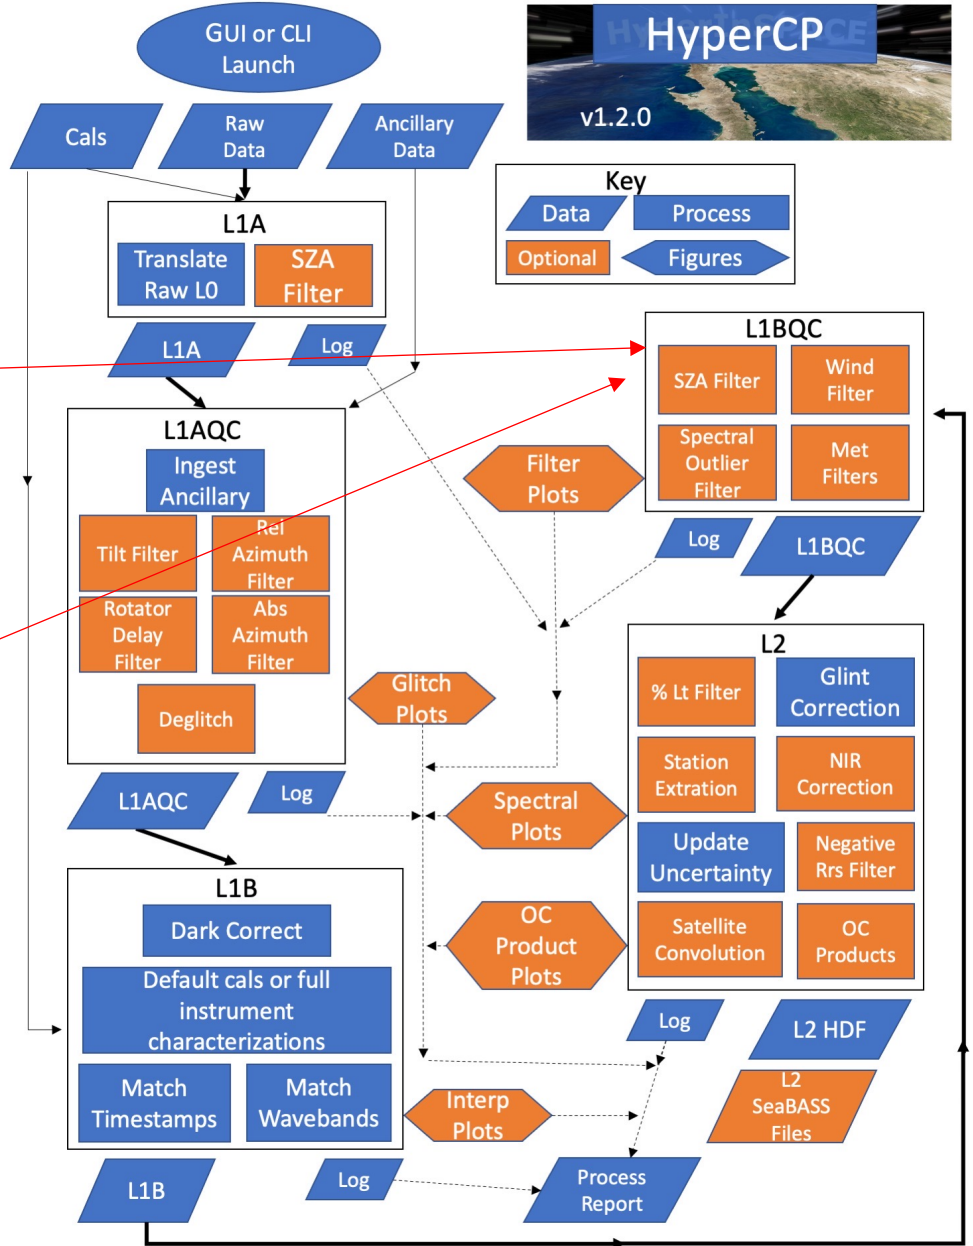 GUI or CLI
Launch
HyperCP
v1.2.0
Cals
Raw
Data
Ancillary
Data
Key
Data
Process
Optional
Figures
L1A
Translate
Raw L0
SZA
Filter
L1A
Log
L1BQC
SZA Filter
Wind
Filter
Spectral
Outlier
Filter
Met
Filters
L1AQC
Ingest
Ancillary
Tilt Filter
Rel
Azimuth
Filter
Rotator
Delay
Filter
Abs
Azimuth
Filter
Deglitch
Filter
Plots
Log
L1BQC
L2
% Lt Filter
Glint
Correction
Station
Extration
NIR
Correction
Update
Uncertainty
Negative
Rrs Filter
Satellite
Convolution
OC
Products
Glitch
Plots
Spectral
Plots
OC
Product
Plots
L1AQC
Log
L1B
Dark Correct
Default cals or full
instrument
characterizations
Match
Timestamps
Match
Wavebands
Interp
Plots
Log
L2 HDF
L2
SeaBASS
Files
L1B
Log
Process
Report